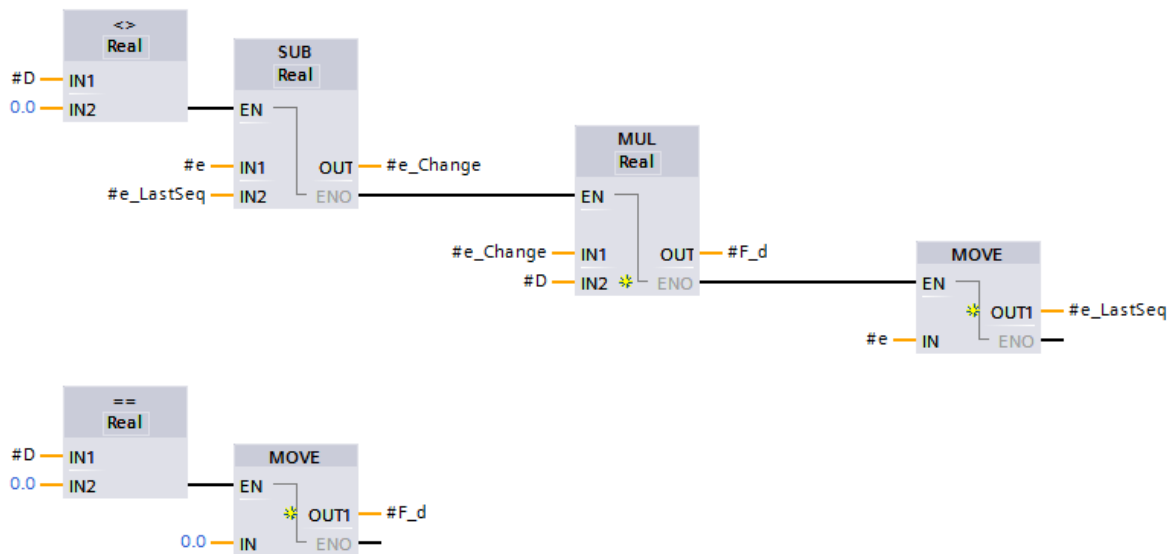 <>
Real
#D IN1
0.0 IN2
SUB
Real
EN
#e IN1 OUT #e_Change
#e_LastSeq IN2 ENO
MUL
Real
EN
#e_Change IN1 OUT #F_d
#D IN2 ENO
MOVE
EN
OUT1 #e_LastSeq
#e IN ENO
==
Real
#D IN1
0.0 IN2
MOVE
EN
OUT1 #F_d
0.0 IN ENO